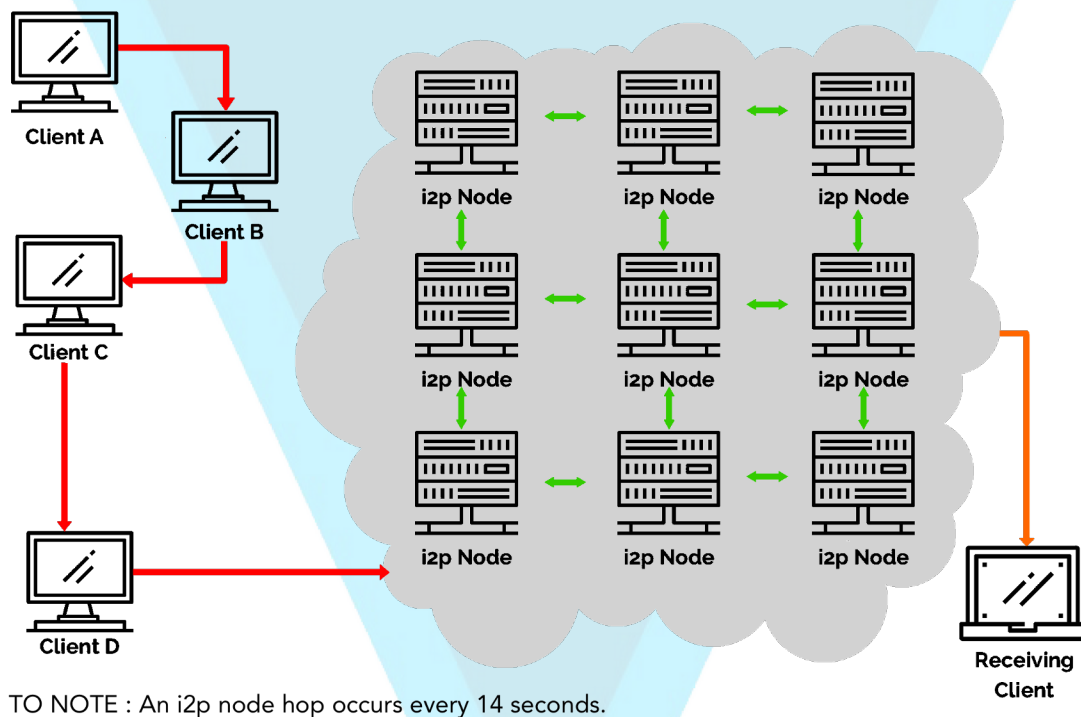 Client A
Client B
Client C
Client D
i2p Node
i2p Node
i2p Node
i2p Node
i2p Node
i2p Node
i2p Node
i2p Node
i2p Node
Receiving
Client
TO NOTE : An i2p node hop occurs every 14 seconds.